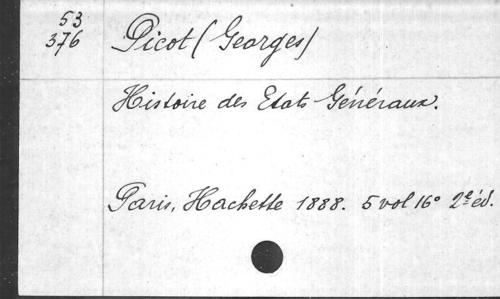 53
376
Picot (Georges)
Histoire des Etats Généraux.
Paris, Hachette 1888. 5 vol 16° 2e éd.